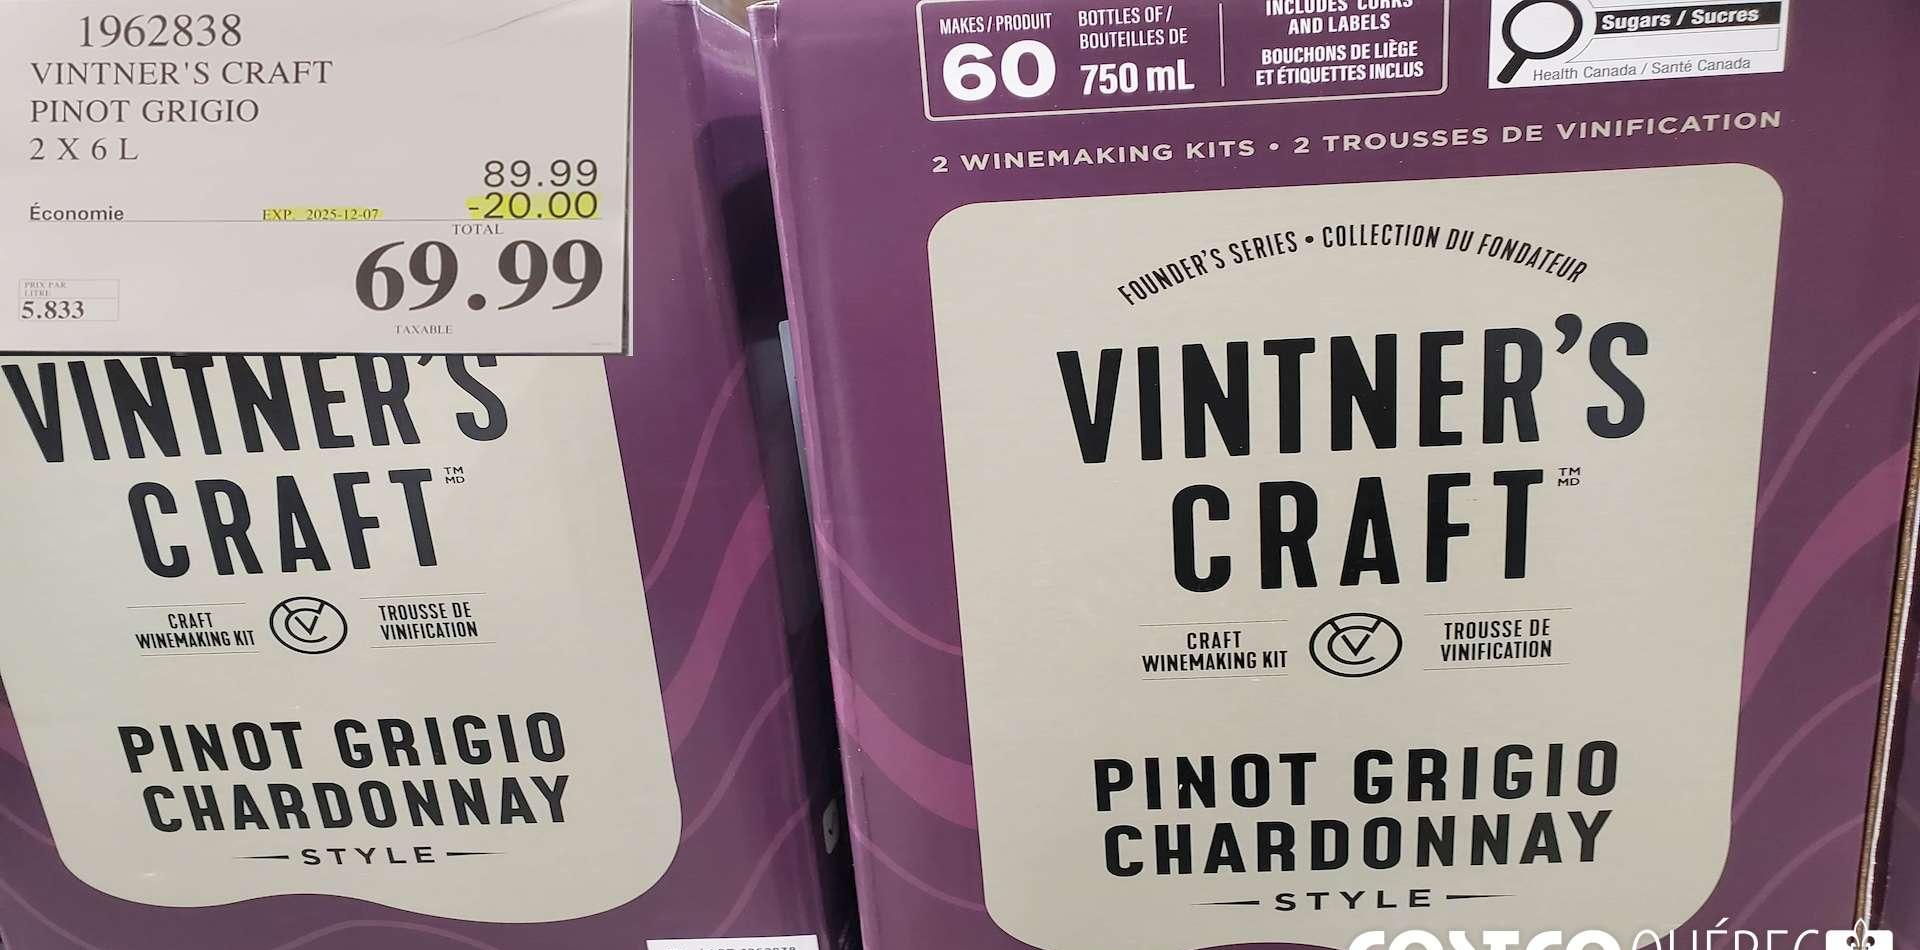 1962838
VINTNER'S CRAFT
PINOT GRIGIO
2 X 6 L
89.99
Économie EXP. 2025-12-07 -20.00
TOTAL
69.99
PRIX PAR
LITRE
5.833
TAXABLE
VINTNER'S
CRAFT TM
MD
CRAFT
WINEMAKING KIT
TROUSSE DE
VINIFICATION
PINOT GRIGIO
CHARDONNAY
STYLE
MAKES / PRODUIT
60
BOTTLES OF /
BOUTEILLES DE
750 mL
INCLUDES CORKS
AND LABELS
BOUCHONS DE LIÈGE
ET ÉTIQUETTES INCLUS
Sugars / Sucres
Health Canada / Santé Canada
2 WINEMAKING KITS • 2 TROUSSES DE VINIFICATION
FOUNDER'S SERIES • COLLECTION DU FONDATEUR
VINTNER'S
CRAFT TM
MD
CRAFT
WINEMAKING KIT
TROUSSE DE
VINIFICATION
PINOT GRIGIO
CHARDONNAY
STYLE
COSTCO QUÉBEC